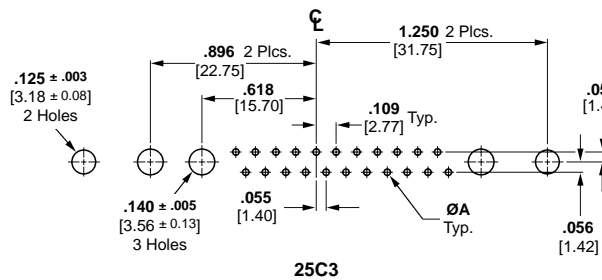 ℄
1.250 2 Plcs.
[31.75]
.896 2 Plcs.
[22.75]
.125 ± .003
[3.18 ± 0.08]
2 Holes
.618
[15.70]
.109 Typ.
[2.77]
.140 ± .005
[3.56 ± 0.13]
3 Holes
.055
[1.40]
ØA
Typ.
.056
[1.42]
25C3